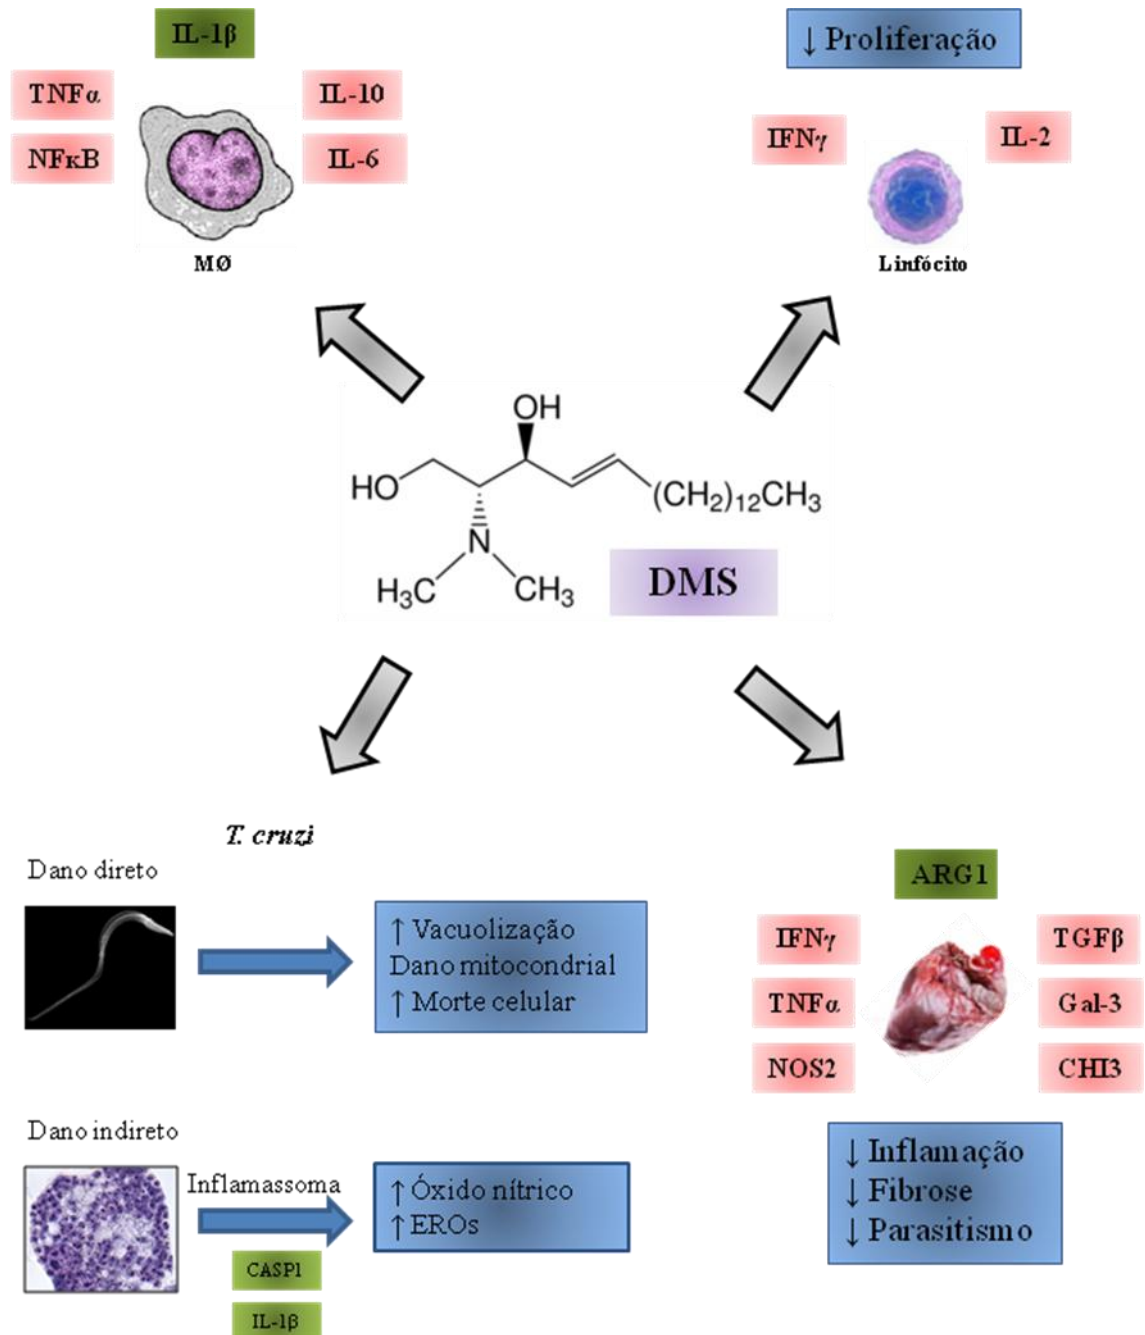 IL-1β
TNFα
IL-10
NFκB
IL-6
MØ
↓ Proliferação
IFNγ
IL-2
Linfócito
OH
HO
(CH)₁₂CH₃
N
H₃C
CH₃
DMS
T. cruzi
Dano direto
↑ Vacuolização
Dano mitocondrial
↑ Morte celular
Dano indireto
Inflamassoma
↑ Óxido nítrico
↑ EROs
CASP1
IL-1β
ARG1
IFNγ
TGFβ
TNFα
Gal-3
NOS2
CHI3
↓ Inflamação
↓ Fibrose
↓ Parasitismo